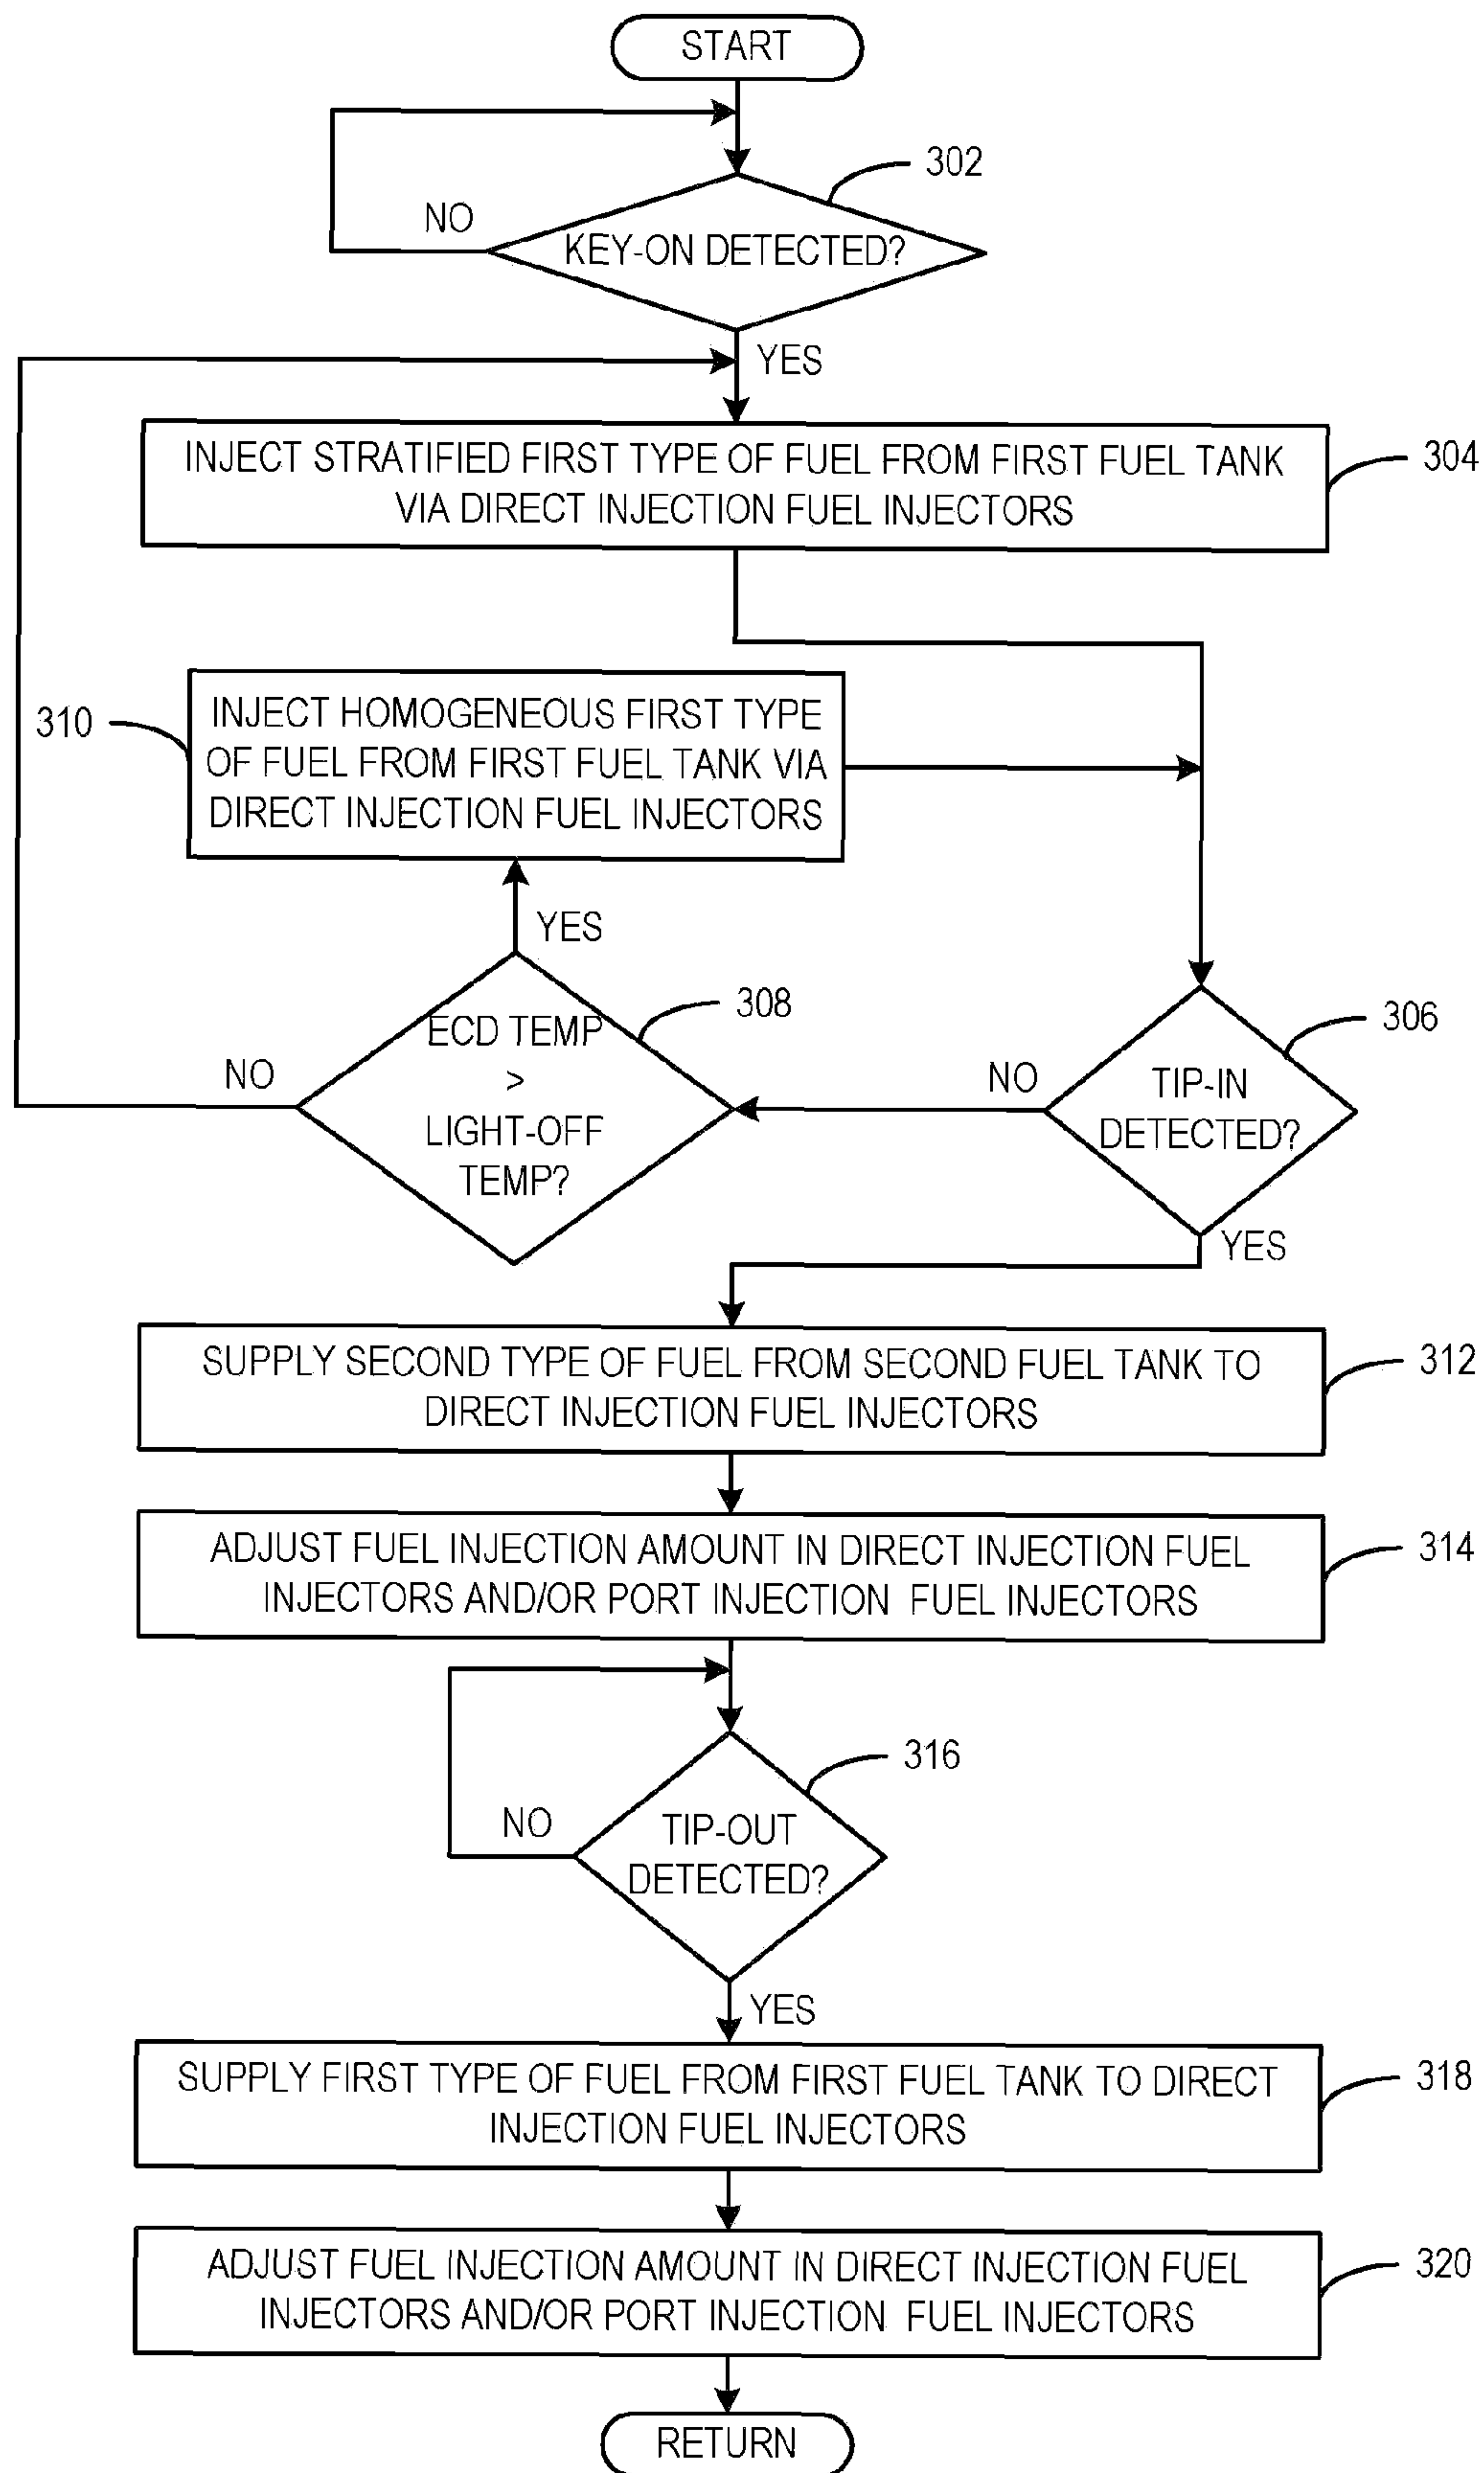 START
302
NO
KEY-ON DETECTED?
YES
INJECT STRATIFIED FIRST TYPE OF FUEL FROM FIRST FUEL TANK
VIA DIRECT INJECTION FUEL INJECTORS
304
310
INJECT HOMOGENEOUS FIRST TYPE
OF FUEL FROM FIRST FUEL TANK VIA
DIRECT INJECTION FUEL INJECTORS
YES
308
ECD TEMP
>
LIGHT-OFF
TEMP?
NO
306
NO
TIP-IN
DETECTED?
YES
SUPPLY SECOND TYPE OF FUEL FROM SECOND FUEL TANK TO
DIRECT INJECTION FUEL INJECTORS
312
ADJUST FUEL INJECTION AMOUNT IN DIRECT INJECTION FUEL
INJECTORS AND/OR PORT INJECTION FUEL INJECTORS
314
316
NO
TIP-OUT
DETECTED?
YES
SUPPLY FIRST TYPE OF FUEL FROM FIRST FUEL TANK TO DIRECT
INJECTION FUEL INJECTORS
318
ADJUST FUEL INJECTION AMOUNT IN DIRECT INJECTION FUEL
INJECTORS AND/OR PORT INJECTION FUEL INJECTORS
320
RETURN